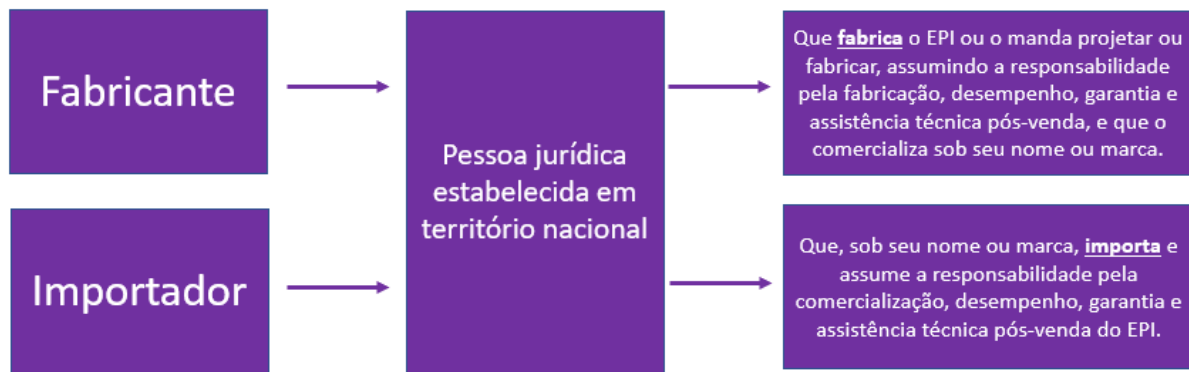 Fabricante
Importador
Pessoa jurídica
estabelecida em
território nacional
Que fabrica o EPI ou o manda projetar ou
fabricar, assumindo a responsabilidade
pela fabricação, desempenho, garantia e
assistência técnica pós-venda, e que o
comercializa sob seu nome ou marca.
Que, sob seu nome ou marca, importa e
assume a responsabilidade pela
comercialização, desempenho, garantia e
assistência técnica pós-venda do EPI.